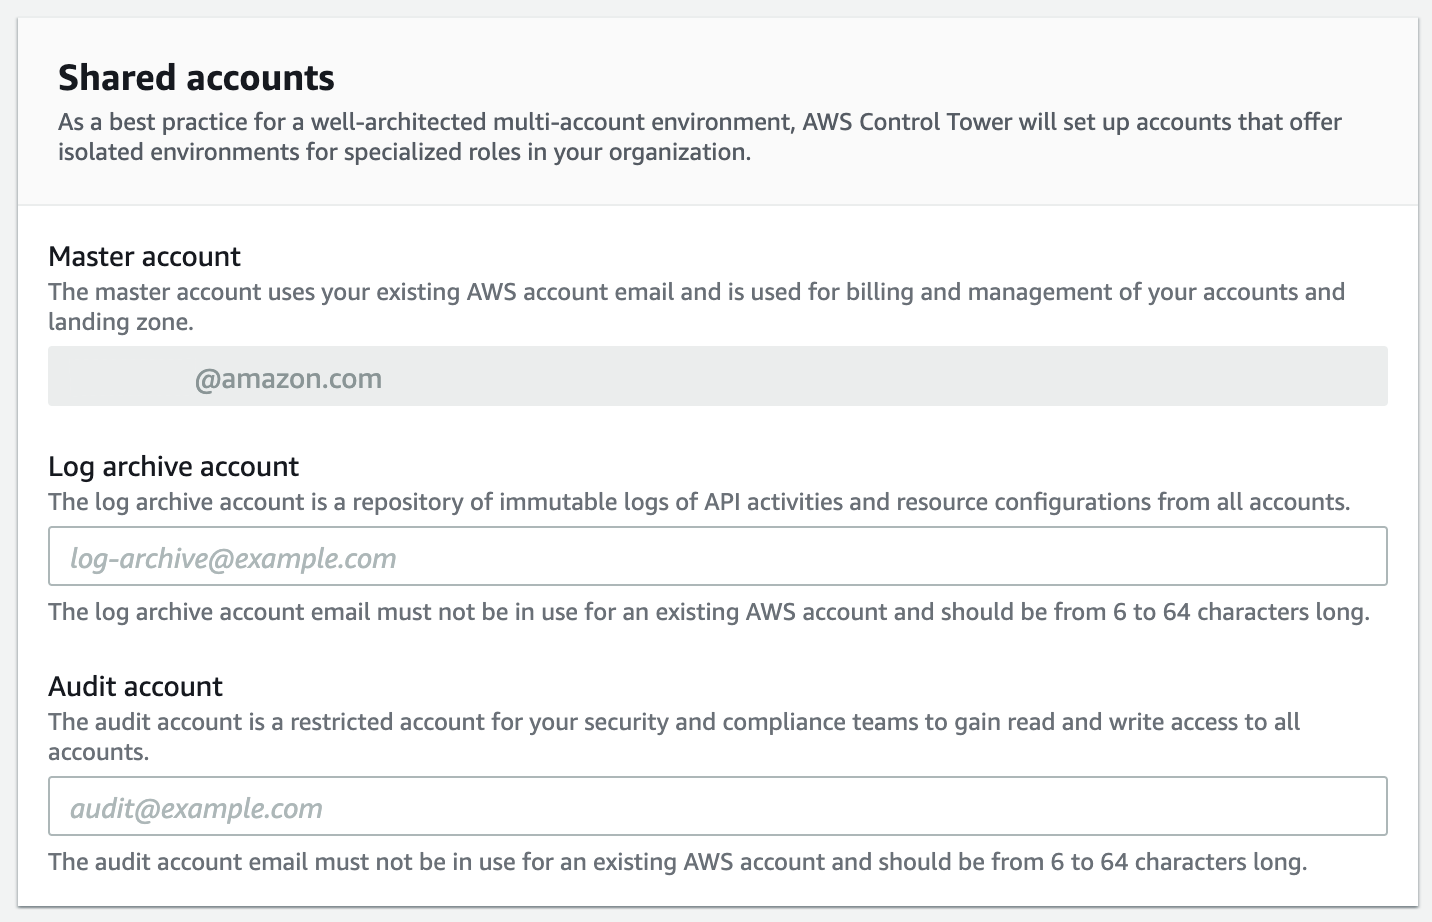 Shared accounts
As a best practice for a well-architected multi-account environment, AWS Control Tower will set up accounts that offer
isolated environments for specialized roles in your organization.
Master account
The master account uses your existing AWS account email and is used for billing and management of your accounts and
landing zone.
@amazon.com
Log archive account
The log archive account is a repository of immutable logs of API activities and resource configurations from all accounts.
log-archive@example.com
The log archive account email must not be in use for an existing AWS account and should be from 6 to 64 characters long.
Audit account
The audit account is a restricted account for your security and compliance teams to gain read and write access to all
accounts.
audit@example.com
The audit account email must not be in use for an existing AWS account and should be from 6 to 64 characters long.